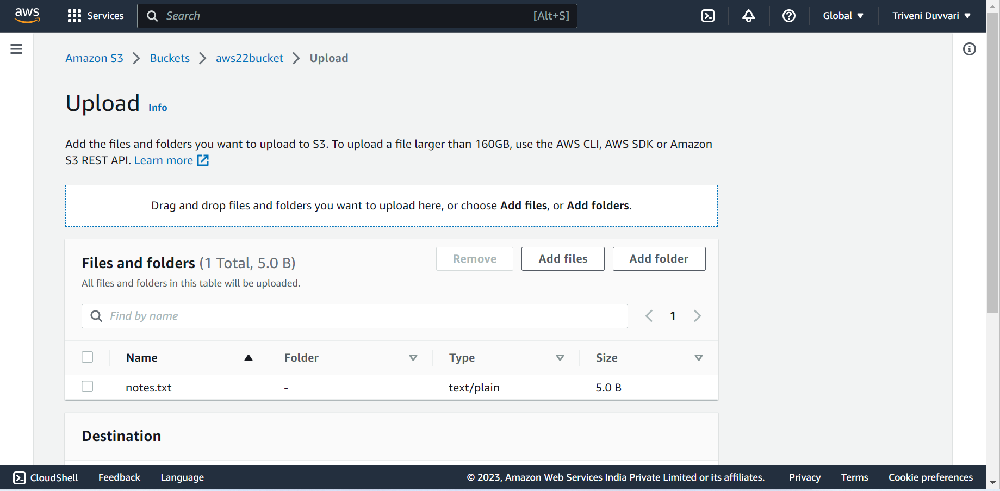 aws Services Search [Alt+S] Global Triveni Duvvari
Amazon S3 Buckets aws22bucket Upload
Upload Info
Add the files and folders you want to upload to S3. To upload a file larger than 160GB, use the AWS CLI, AWS SDK or Amazon
S3 REST API. Learn more
Drag and drop files and folders you want to upload here, or choose Add files, or Add folders.
Files and folders (1 Total, 5.0 B) Remove Add files Add folder
All files and folders in this table will be uploaded.
Find by name 1
Name Folder Type Size
notes.txt - text/plain 5.0 B
Destination
CloudShell Feedback Language © 2023, Amazon Web Services India Private Limited or its affiliates. Privacy Terms Cookie preferences